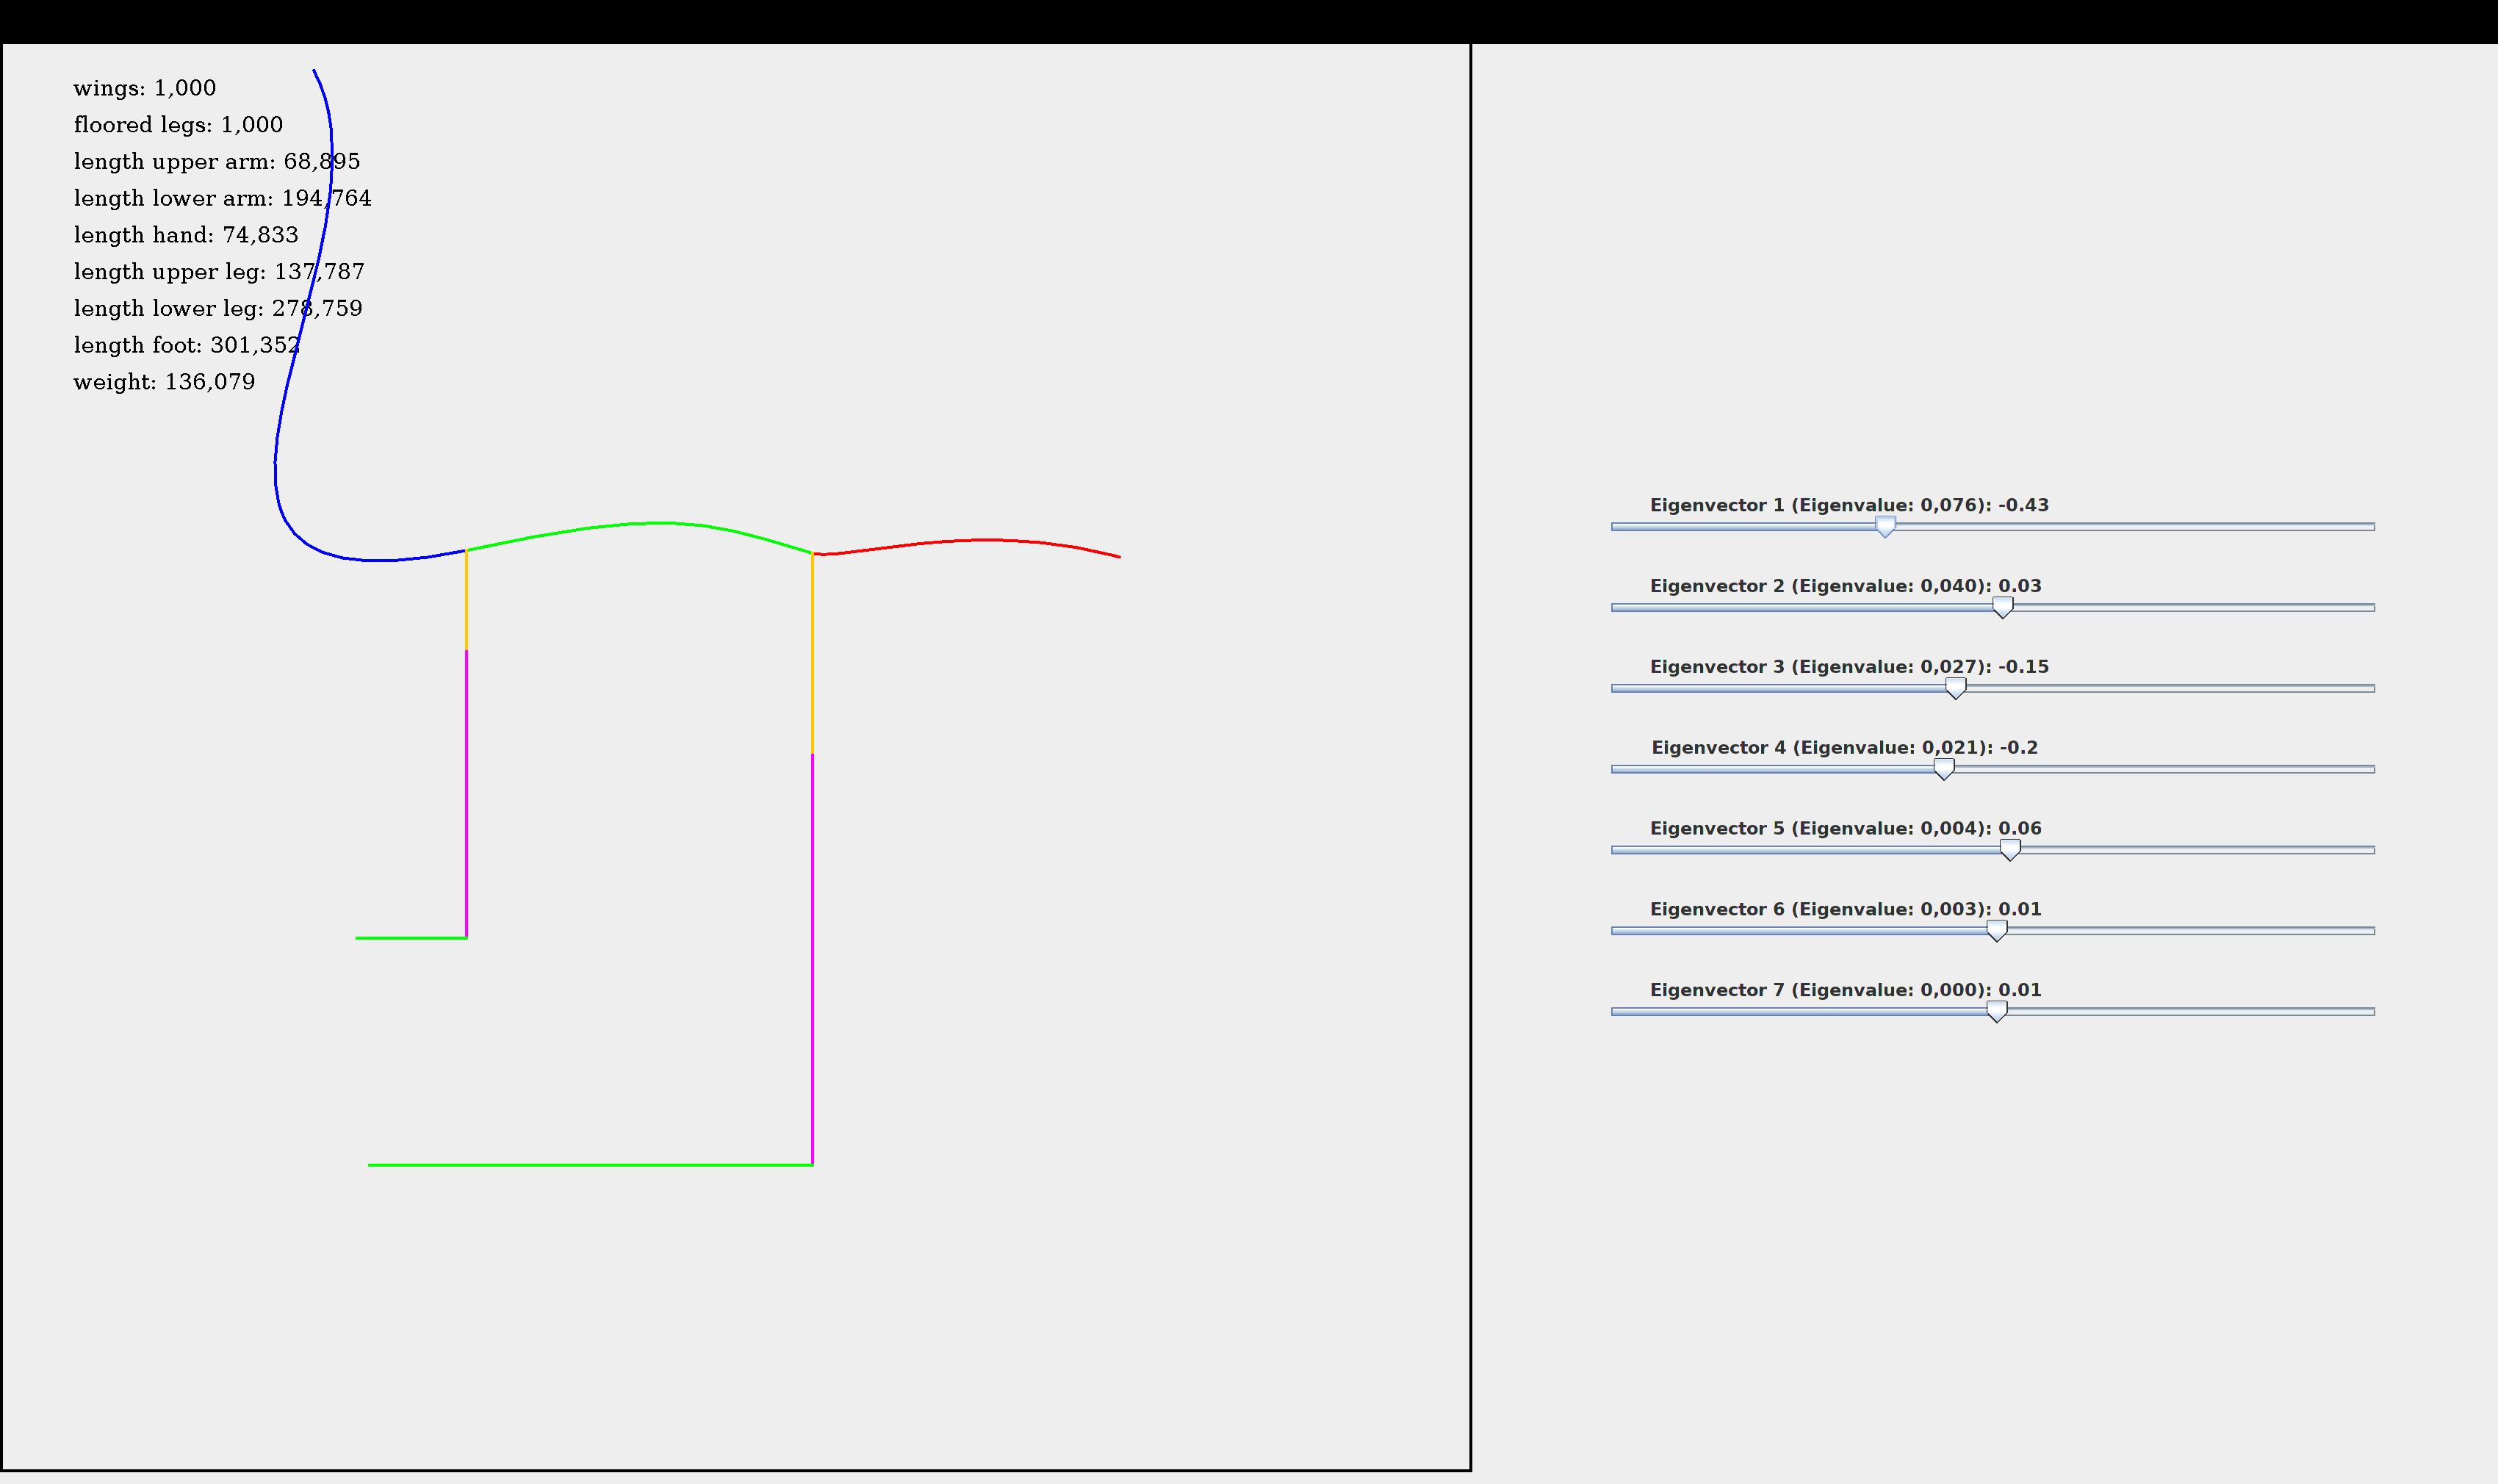 wings: 1,000
floored legs: 1,000
length upper arm: 68,895
length lower arm: 194,764
length hand: 74,833
length upper leg: 137,787
length lower leg: 278,759
length foot: 301,352
weight: 136,079
Eigenvector 1 (Eigenvalue: 0,076): -0.43
Eigenvector 2 (Eigenvalue: 0,040): 0.03
Eigenvector 3 (Eigenvalue: 0,027): -0.15
Eigenvector 4 (Eigenvalue: 0,021): -0.2
Eigenvector 5 (Eigenvalue: 0,004): 0.06
Eigenvector 6 (Eigenvalue: 0,003): 0.01
Eigenvector 7 (Eigenvalue: 0,000): 0.01